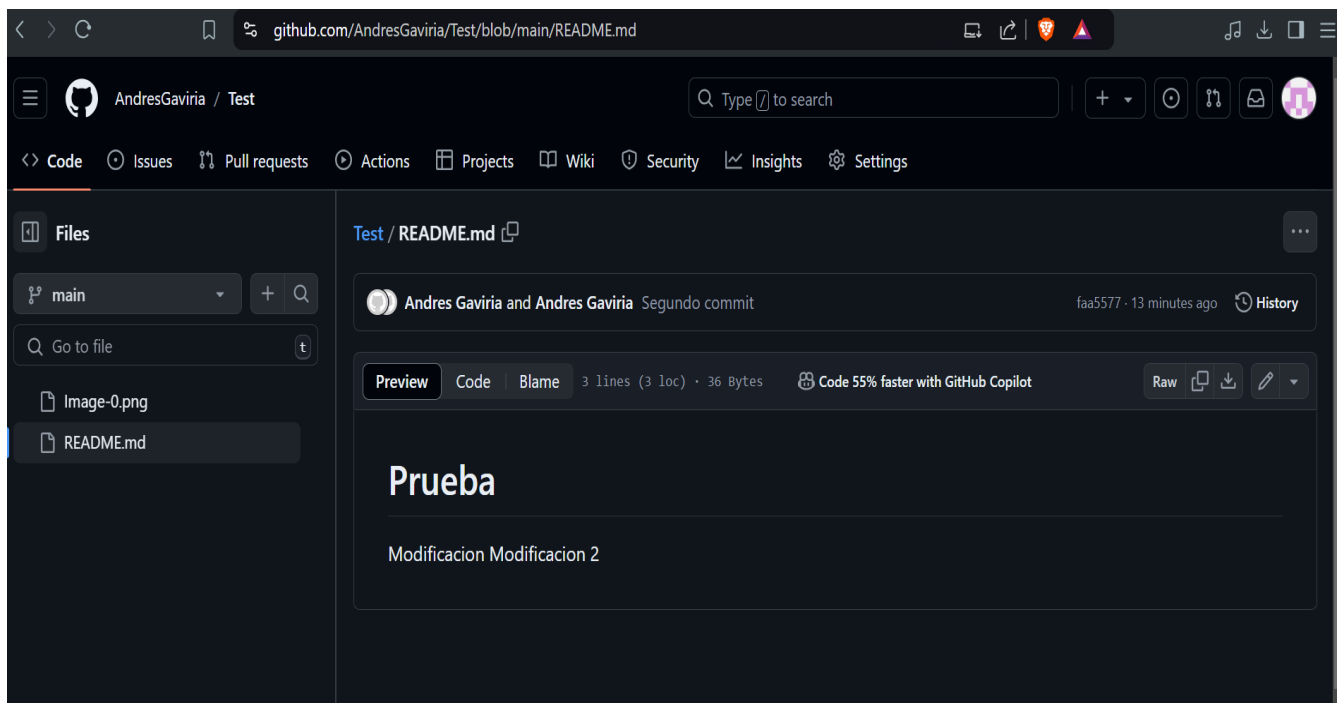 github.com/AndresGaviria/Test/blob/main/README.md
AndresGaviria / Test
Type / to search
Code Issues Pull requests Actions Projects Wiki Security Insights Settings
Files
Test / README.md
main
Andres Gaviria and Andres Gaviria Segundo commit faa5577 · 13 minutes ago History
Go to file t
Preview Code Blame 3 lines (3 loc) · 36 Bytes Code 55% faster with GitHub Copilot Raw
Image-0.png
README.md
Prueba
Modificacion Modificacion 2